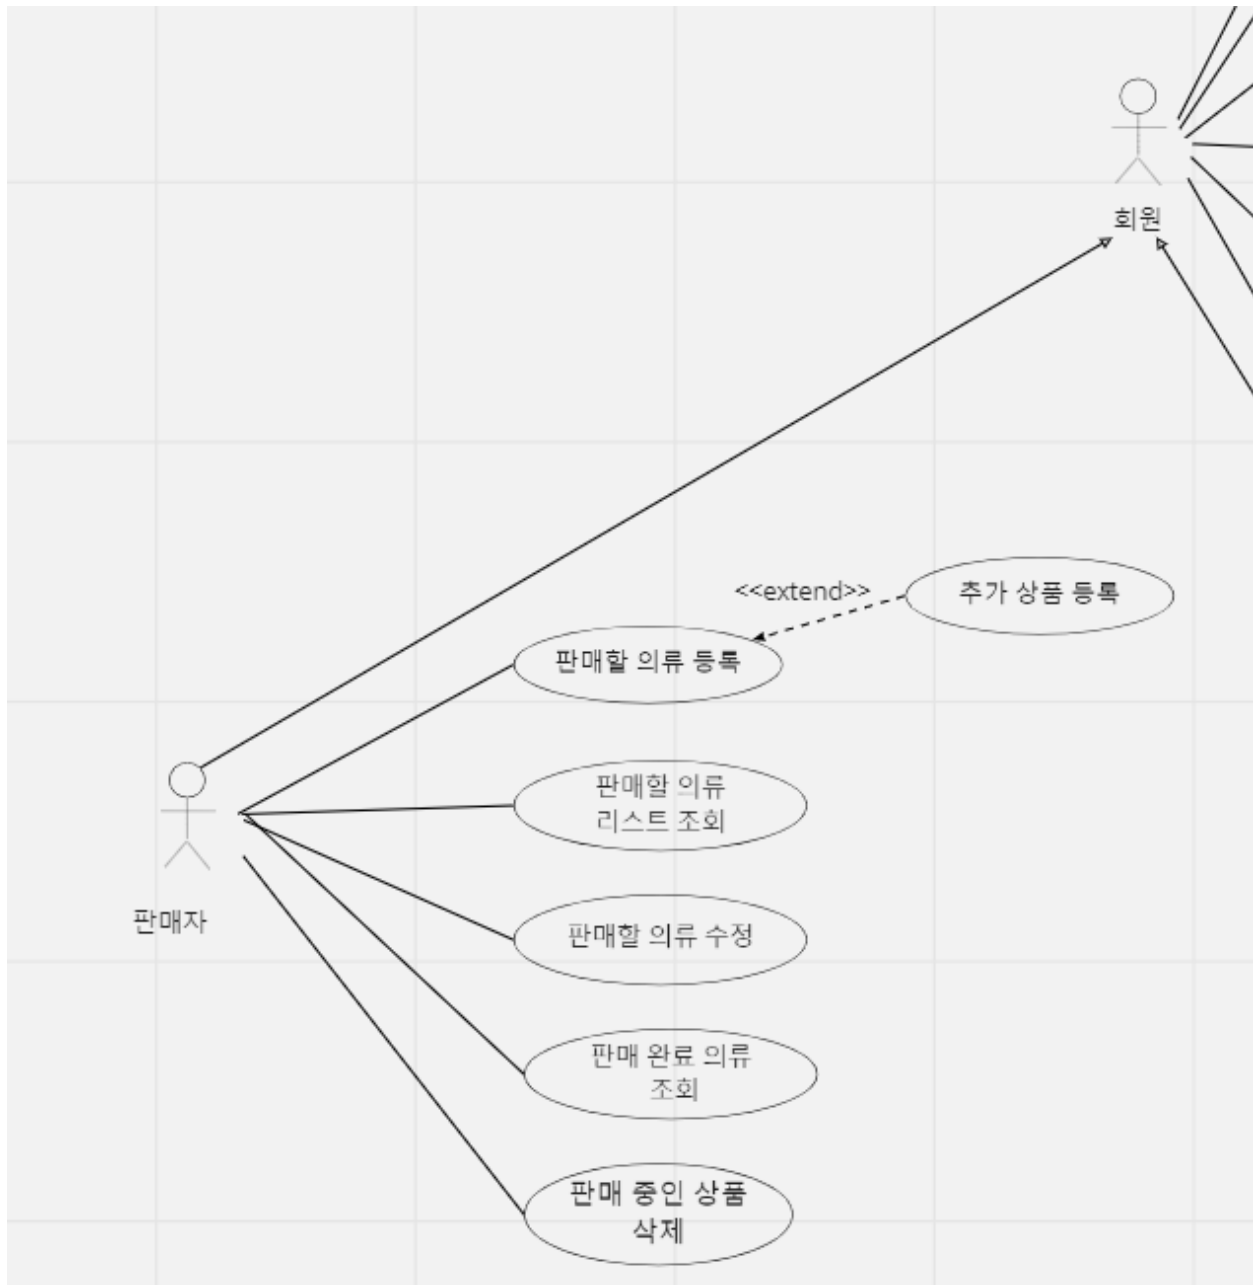 회원
<<extend>>
추가 상품 등록
판매할 의류 등록
판매할 의류
리스트 조회
판매자
판매할 의류 수정
판매 완료 의류
조회
판매 중인 상품
삭제